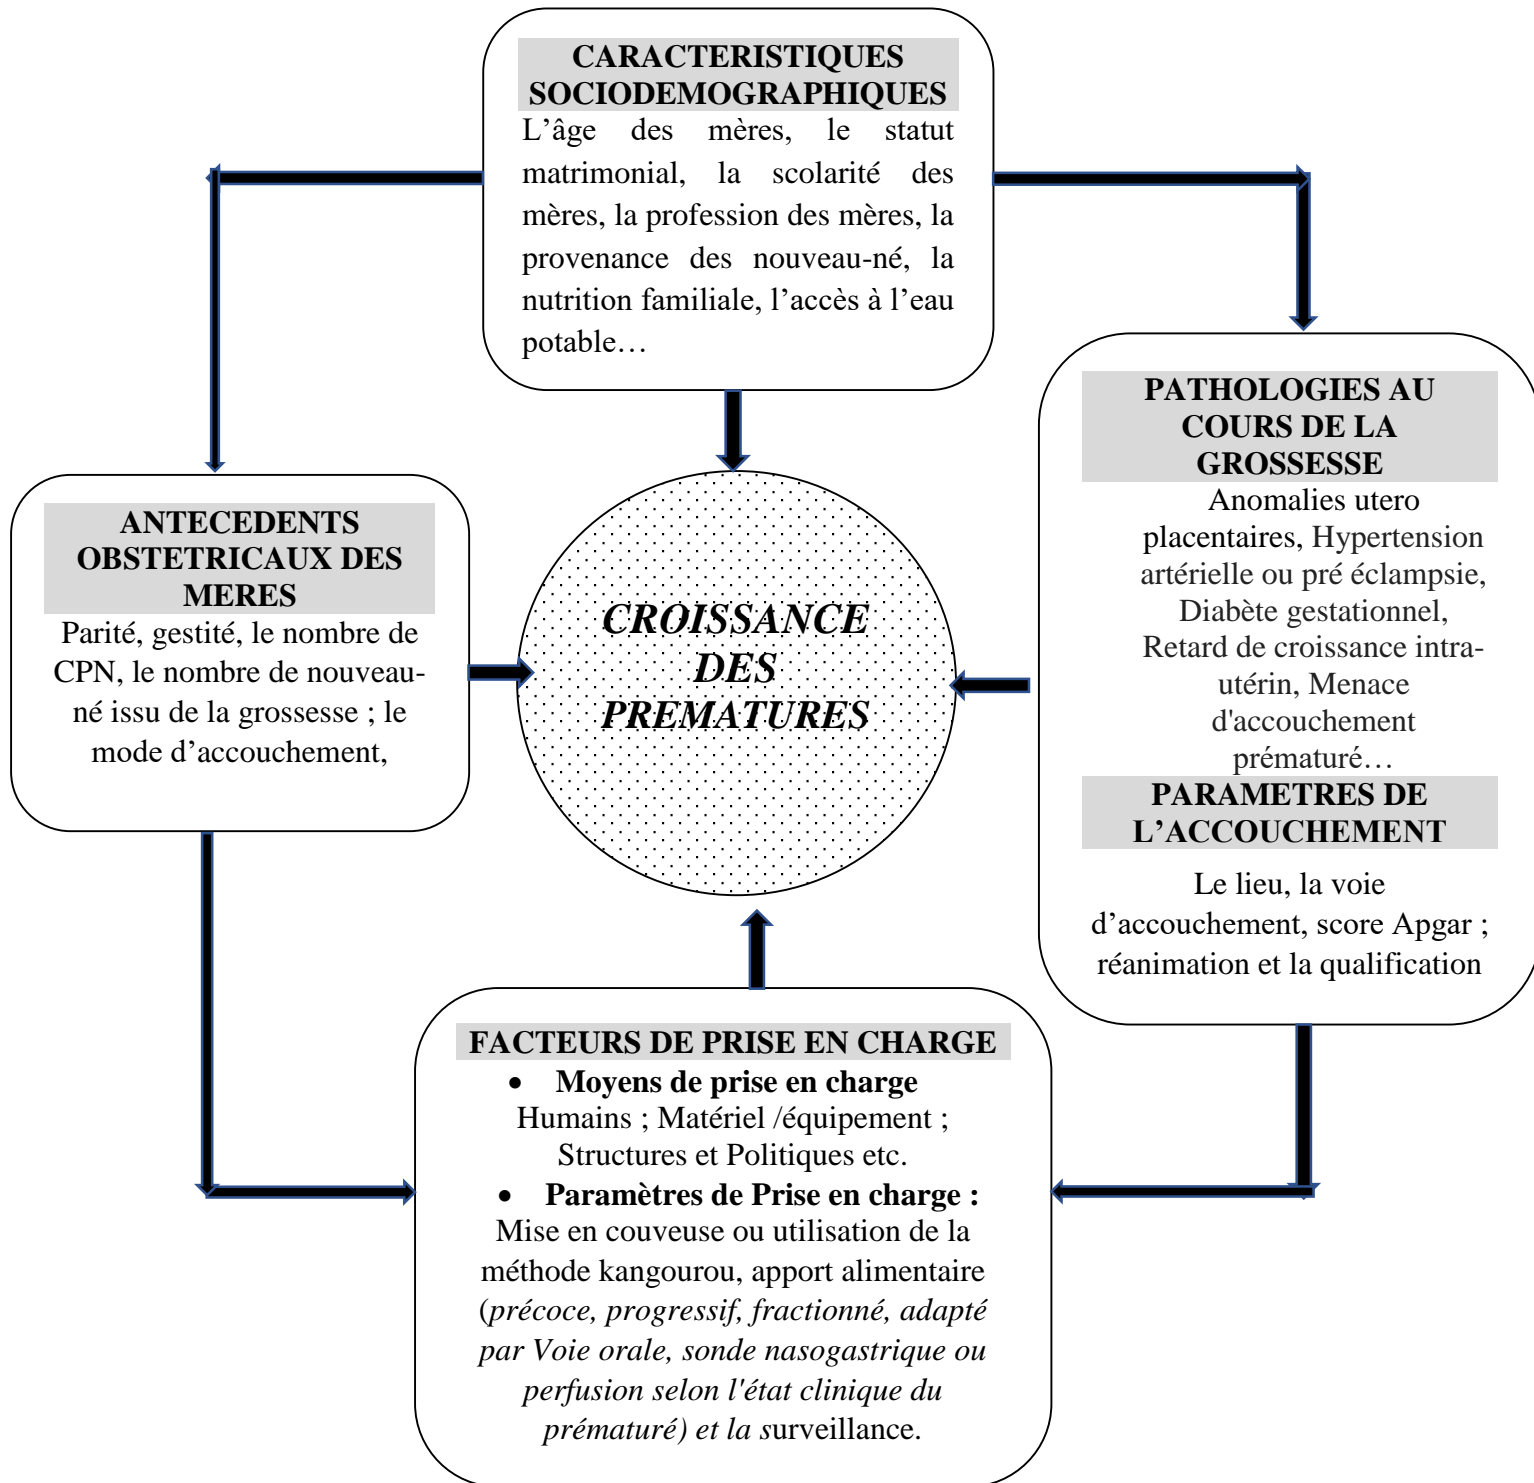 CARACTERISTIQUES
SOCIODEMOGRAPHIQUES
L’âge des mères, le statut
matrimonial, la scolarité des
mères, la profession des mères, la
provenance des nouveau-né, la
nutrition familiale, l’accès à l’eau
potable…
ANTECEDENTS
OBSTETRICAUX DES
MERES
Parité, gestité, le nombre de
CPN, le nombre de nouveau-
né issu de la grossesse ; le
mode d’accouchement,
CROISSANCE
DES
PREMATURES
PATHOLOGIES AU
COURS DE LA
GROSSESSE
Anomalies utero
placentaires, Hypertension
artérielle ou pré éclampsie,
Diabète gestationnel,
Retard de croissance intra-
utérin, Menace
d'accouchement
prématuré…
PARAMETRES DE
L’ACCOUCHEMENT
Le lieu, la voie
d’accouchement, score Apgar ;
réanimation et la qualification
FACTEURS DE PRISE EN CHARGE
• Moyens de prise en charge
Humains ; Matériel /équipement ;
Structures et Politiques etc.
• Paramètres de Prise en charge :
Mise en couveuse ou utilisation de la
méthode kangourou, apport alimentaire
(précoce, progressif, fractionné, adapté
par Voie orale, sonde nasogastrique ou
perfusion selon l'état clinique du
prématuré) et la surveillance.